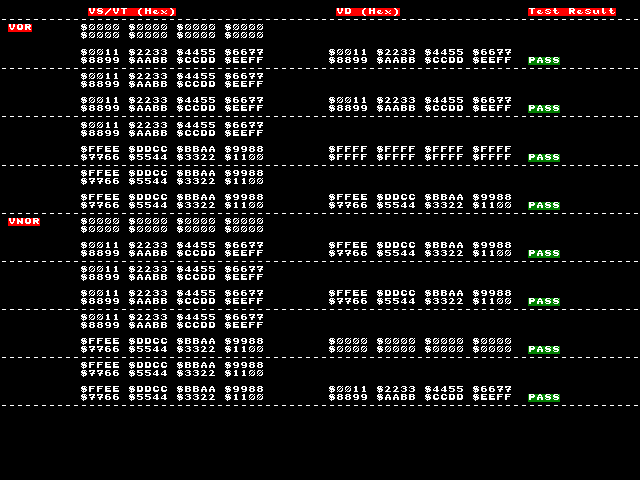 VS/VT (Hex) VD (Hex) Test Result
VOR $0000 $0000 $0000 $0000
$0000 $0000 $0000 $0000
$0011 $2233 $4455 $6677 $0011 $2233 $4455 $6677
$8899 $AABB $CCDD $EEFF $8899 $AABB $CCDD $EEFF PASS
$0011 $2233 $4455 $6677
$8899 $AABB $CCDD $EEFF
$0011 $2233 $4455 $6677 $0011 $2233 $4455 $6677
$8899 $AABB $CCDD $EEFF $8899 $AABB $CCDD $EEFF PASS
$0011 $2233 $4455 $6677
$8899 $AABB $CCDD $EEFF
$FFEE $DDCC $BBAA $9988 $FFFF $FFFF $FFFF $FFFF
$7766 $5544 $3322 $1100 $FFFF $FFFF $FFFF $FFFF PASS
$FFEE $DDCC $BBAA $9988
$7766 $5544 $3322 $1100
$FFEE $DDCC $BBAA $9988 $FFEE $DDCC $BBAA $9988
$7766 $5544 $3322 $1100 $7766 $5544 $3322 $1100 PASS
VNOR $0000 $0000 $0000 $0000
$0000 $0000 $0000 $0000
$0011 $2233 $4455 $6677 $FFEE $DDCC $BBAA $9988
$8899 $AABB $CCDD $EEFF $7766 $5544 $3322 $1100 PASS
$0011 $2233 $4455 $6677
$8899 $AABB $CCDD $EEFF
$0011 $2233 $4455 $6677 $FFEE $DDCC $BBAA $9988
$8899 $AABB $CCDD $EEFF $7766 $5544 $3322 $1100 PASS
$0011 $2233 $4455 $6677
$8899 $AABB $CCDD $EEFF
$FFEE $DDCC $BBAA $9988 $0000 $0000 $0000 $0000
$7766 $5544 $3322 $1100 $0000 $0000 $0000 $0000 PASS
$FFEE $DDCC $BBAA $9988
$7766 $5544 $3322 $1100
$FFEE $DDCC $BBAA $9988 $0011 $2233 $4455 $6677
$7766 $5544 $3322 $1100 $8899 $AABB $CCDD $EEFF PASS